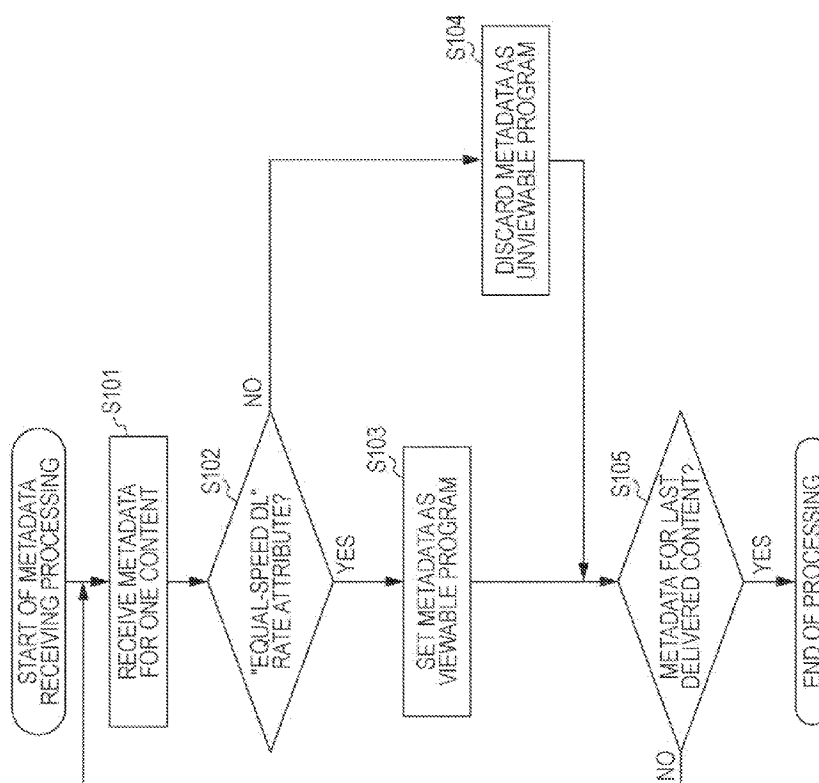 START OF METADATA
RECEIVING PROCESSING
S101
RECEIVE METADATA
FOR ONE CONTENT
S102
"EQUAL-SPEED DL"
RATE ATTRIBUTE?
NO
YES
S103
SET METADATA AS
VIEWABLE PROGRAM
S104
DISCARD METADATA AS
UNVIEWABLE PROGRAM
S105
METADATA FOR LAST
DELIVERED CONTENT?
NO
YES
END OF PROCESSING